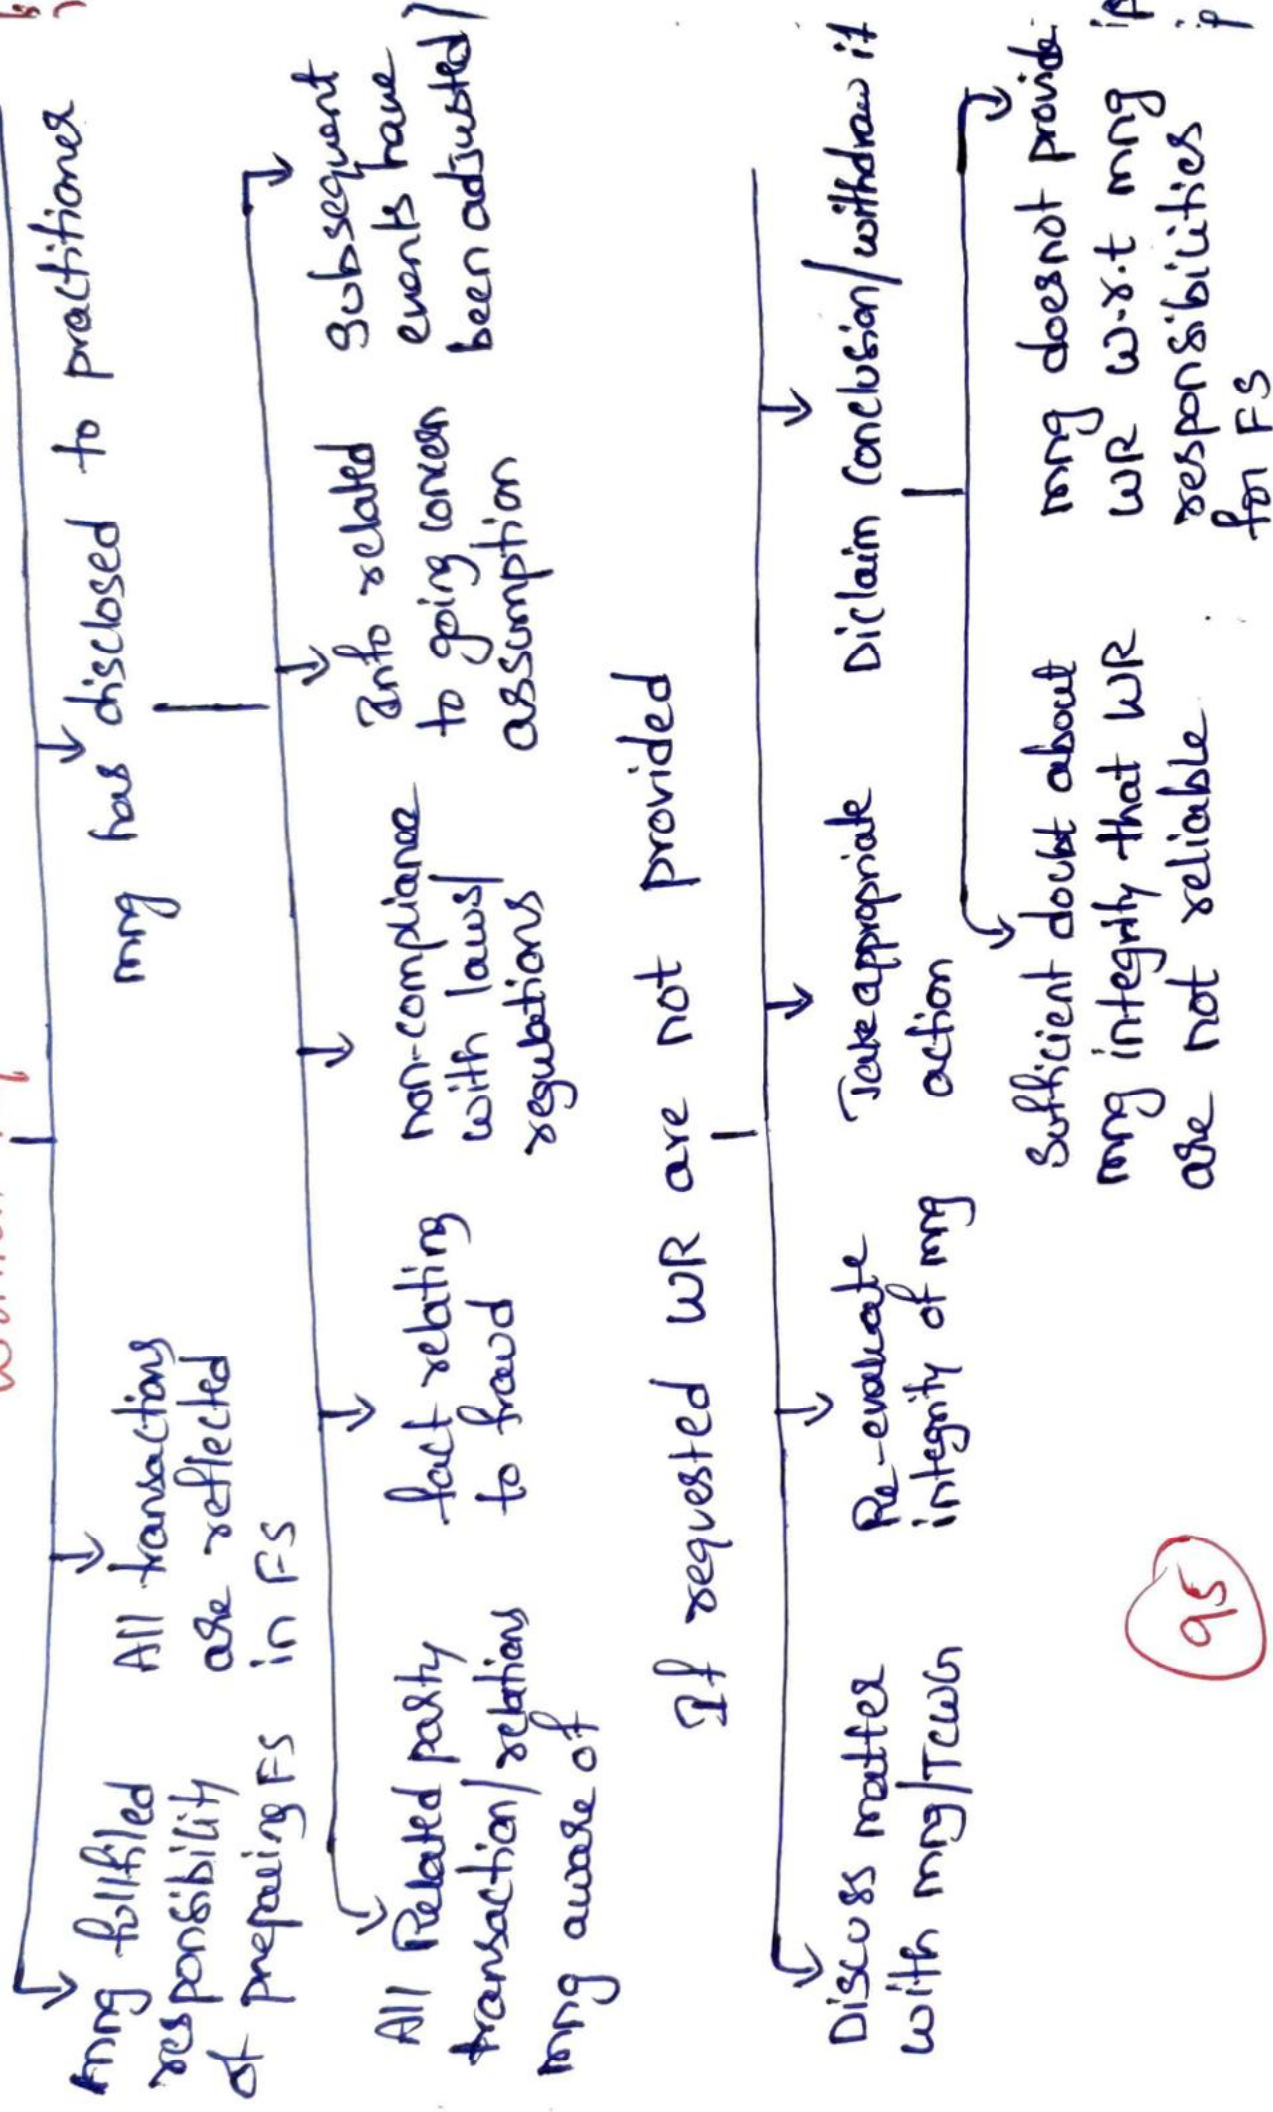 mng fullfiled
responsibility
of preparing FS
All transactions
are reflected
in FS
mng has disclosed to practitioner
All Related party
transaction/relations
mng aware of
fact relating
to fraud
non-compliance
with laws/
regulations
Info related
to going concern
assumption
Subsequent
events have
been adjusted/
If requested WR are not provided
Discuss matter
with mng/TCWG
Re-evaluate
integrity of mng
Take appropriate
action
Diclaim conclusion/withdraw if
Sufficient doubt about
mng integrity that WR
are not reliable
mng doesnot provide
WR w.r.t mng
responsibilities
for FS
95